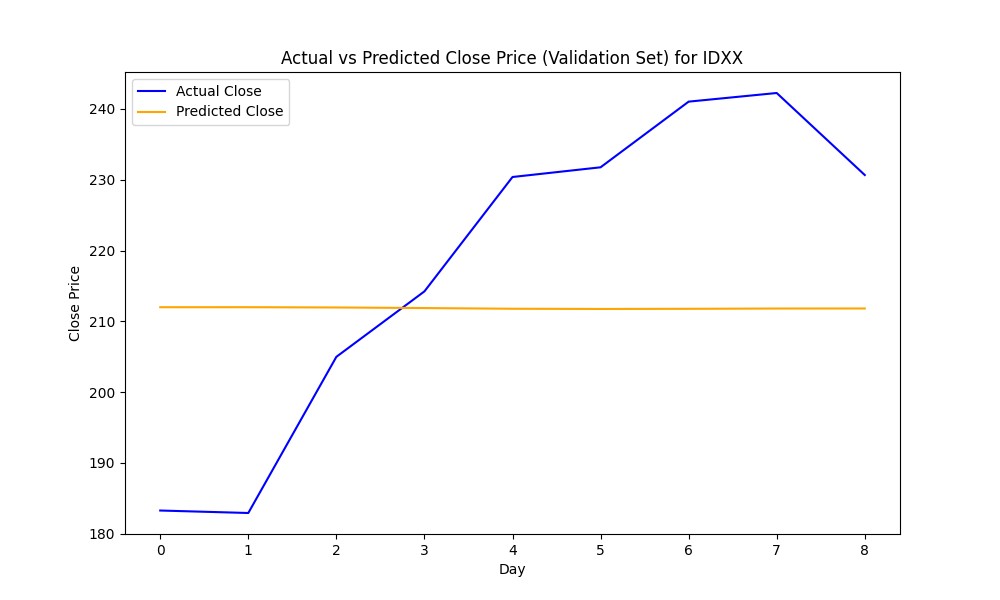 Actual vs Predicted Close Price (Validation Set) for IDXX
Actual Close
Predicted Close
Close Price
240
230
220
210
200
190
180
0 1 2 3 4 5 6 7 8
Day